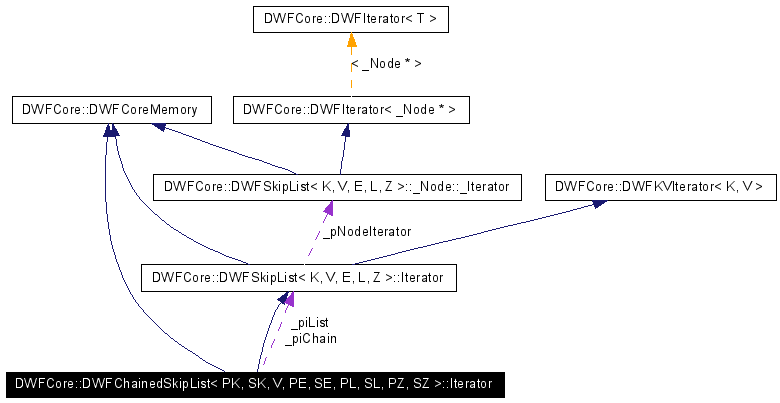 DWFCore::DWFIterator< T >
< _Node * >
DWFCore::DWFCoreMemory
DWFCore::DWFIterator< _Node * >
DWFCore::DWFSkipList< K, V, E, L, Z >::_Node::_Iterator
DWFCore::DWFKVIterator< K, V >
_pNodeIterator
DWFCore::DWFSkipList< K, V, E, L, Z >::Iterator
_piList
_piChain
DWFCore::DWFChainedSkipList< PK, SK, V, PE, SE, PL, SL, PZ, SZ >::Iterator